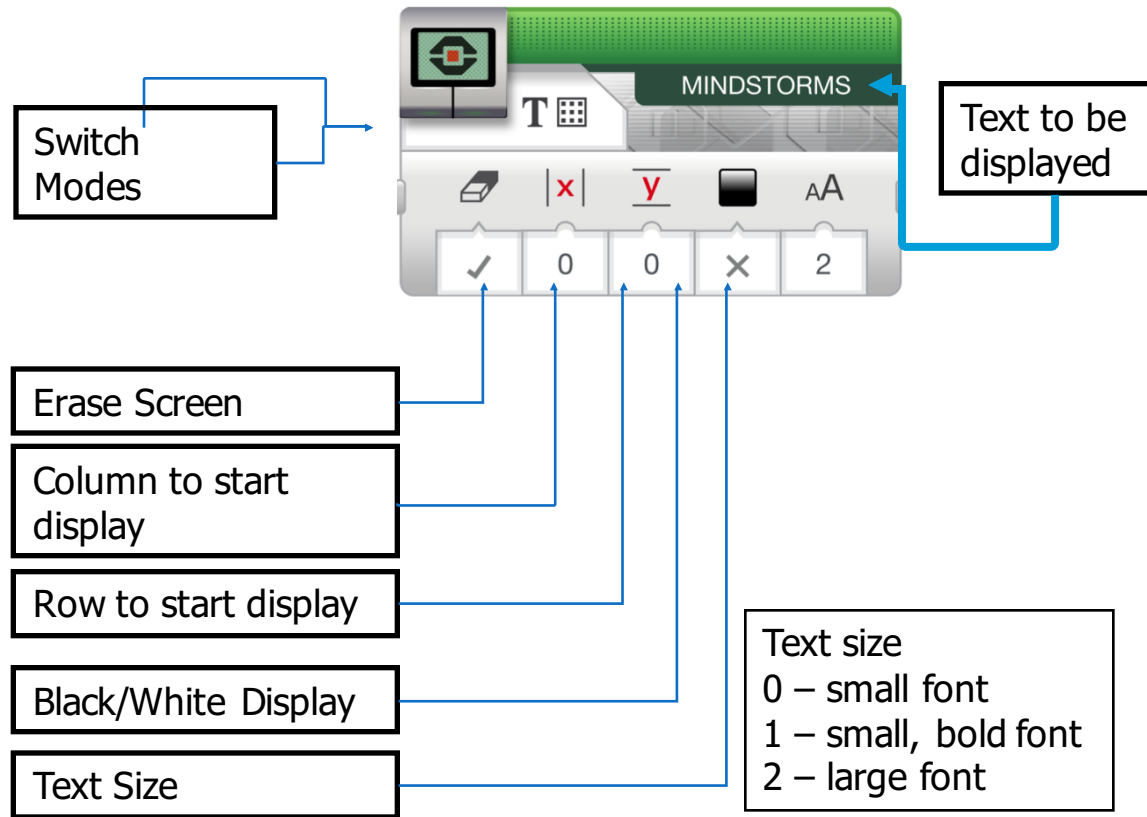 MINDSTORMS
T
Switch
Modes
Text to be
displayed
x y AA
0 0 2
Erase Screen
Column to start
display
Row to start display
Black/White Display
Text Size
Text size
0 – small font
1 – small, bold font
2 – large font